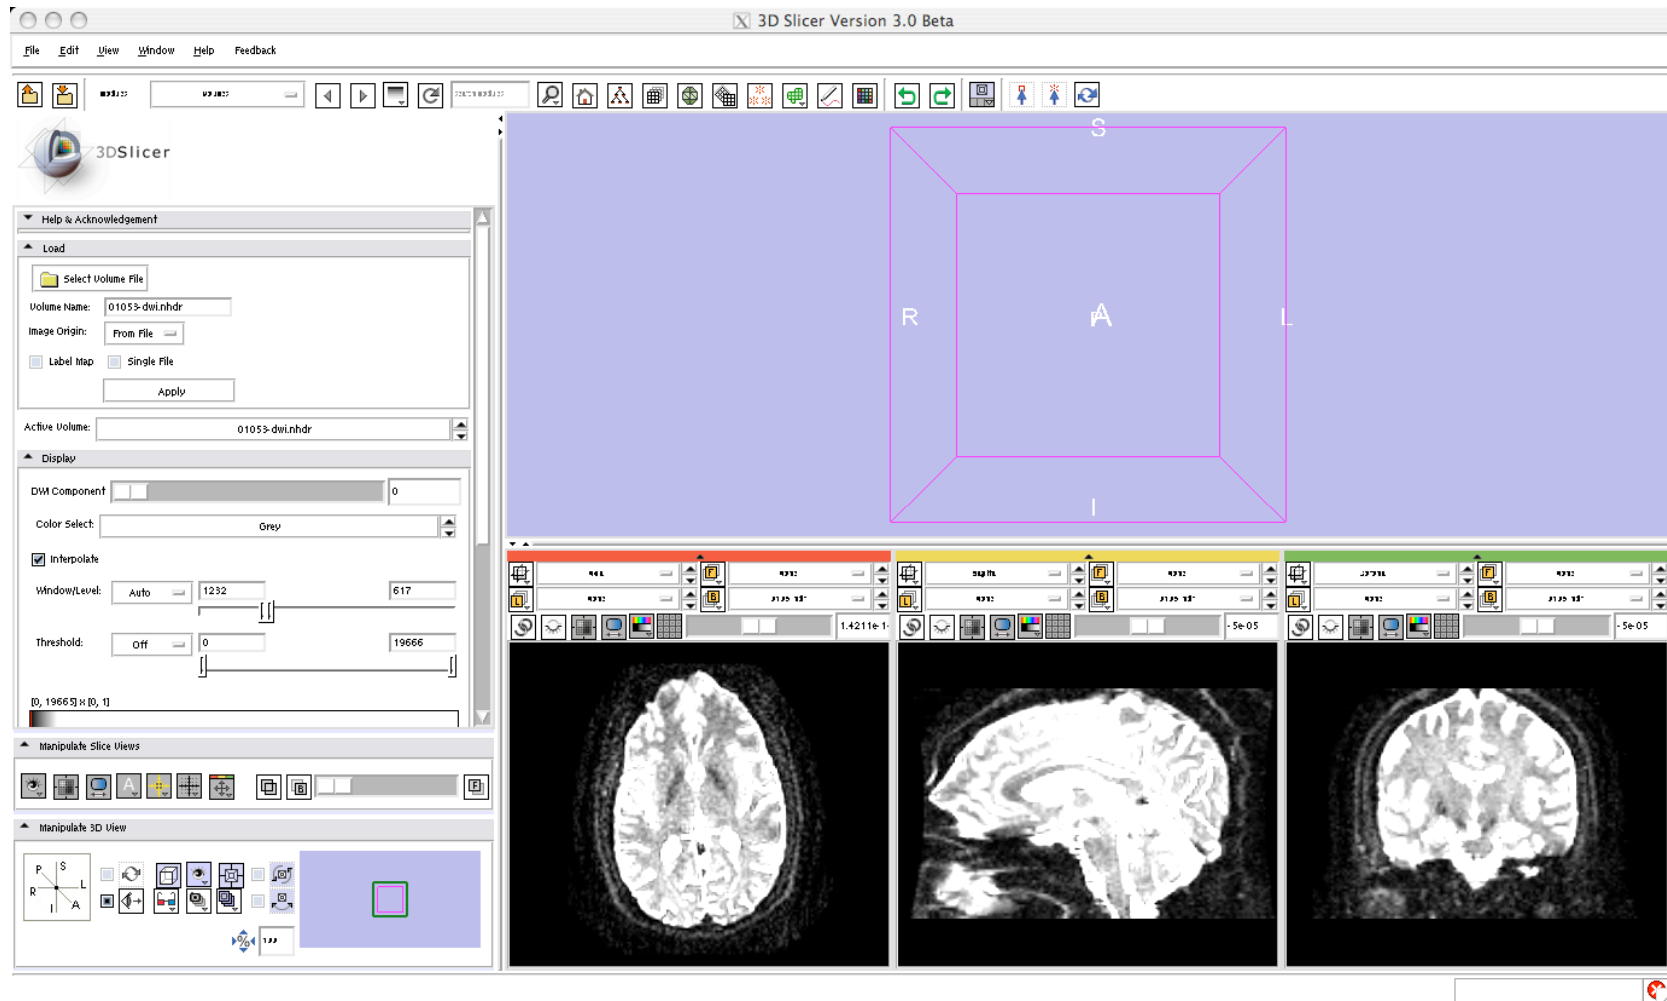 3D Slicer Version 3.0 Beta
File Edit View Window Help Feedback
3DSlicer
Help & Acknowledgement
Load
Select Volume File
Volume Name: 01053-dwi.nhdr
Image Origin: From File
Label Map Single File
Apply
Active Volume: 01053-dwi.nhdr
Display
DWI Component 0
Color Select: Grey
Interpolate
Window/Level: Auto 1232 617
Threshold: Off 0 19666
[0, 19665] x [0, 1]
Manipulate Slice Views
A B F
Manipulate 3D View
P S
R L
I A
%
S
R A L
I
F
L B
1.4211e-1
F
L B
-5e-05
F
L B
-5e-05